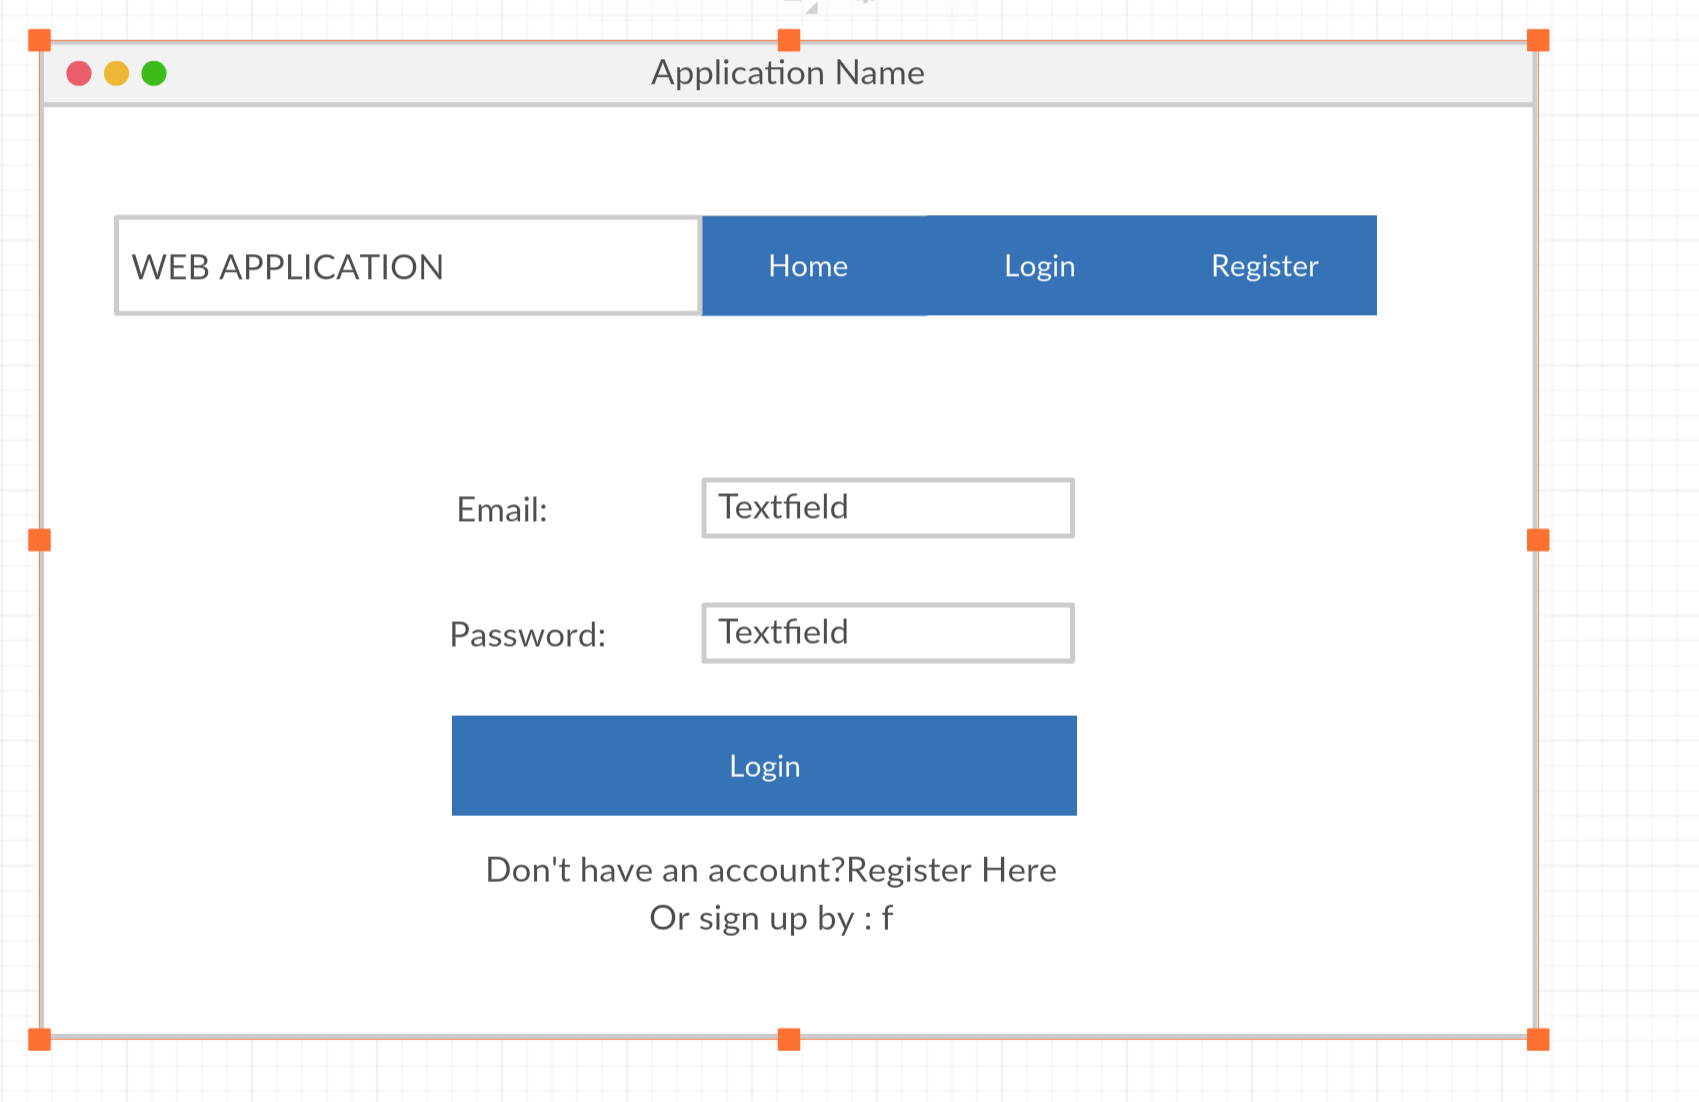 Application Name
WEB APPLICATION
Home
Login
Register
Email:
Textfield
Password:
Textfield
Login
Don't have an account?Register Here
Or sign up by : f